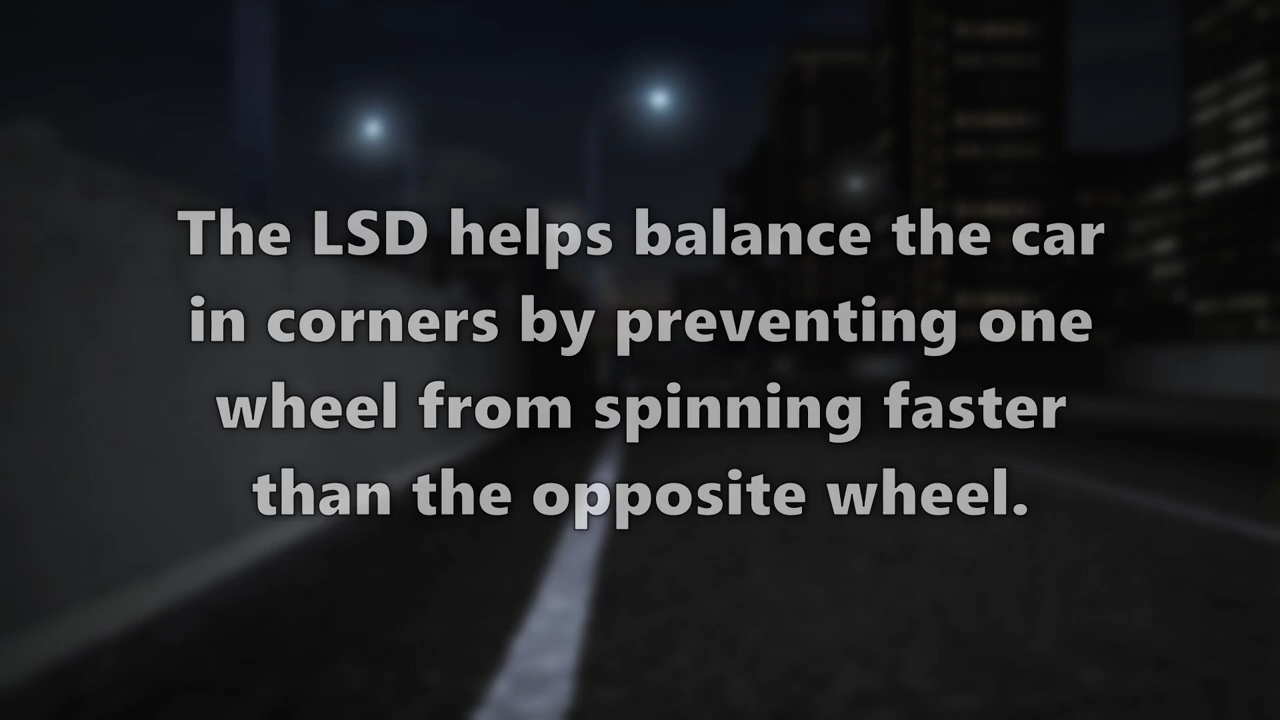 The LSD helps balance the car
in corners by preventing one
wheel from spinning faster
than the opposite wheel.